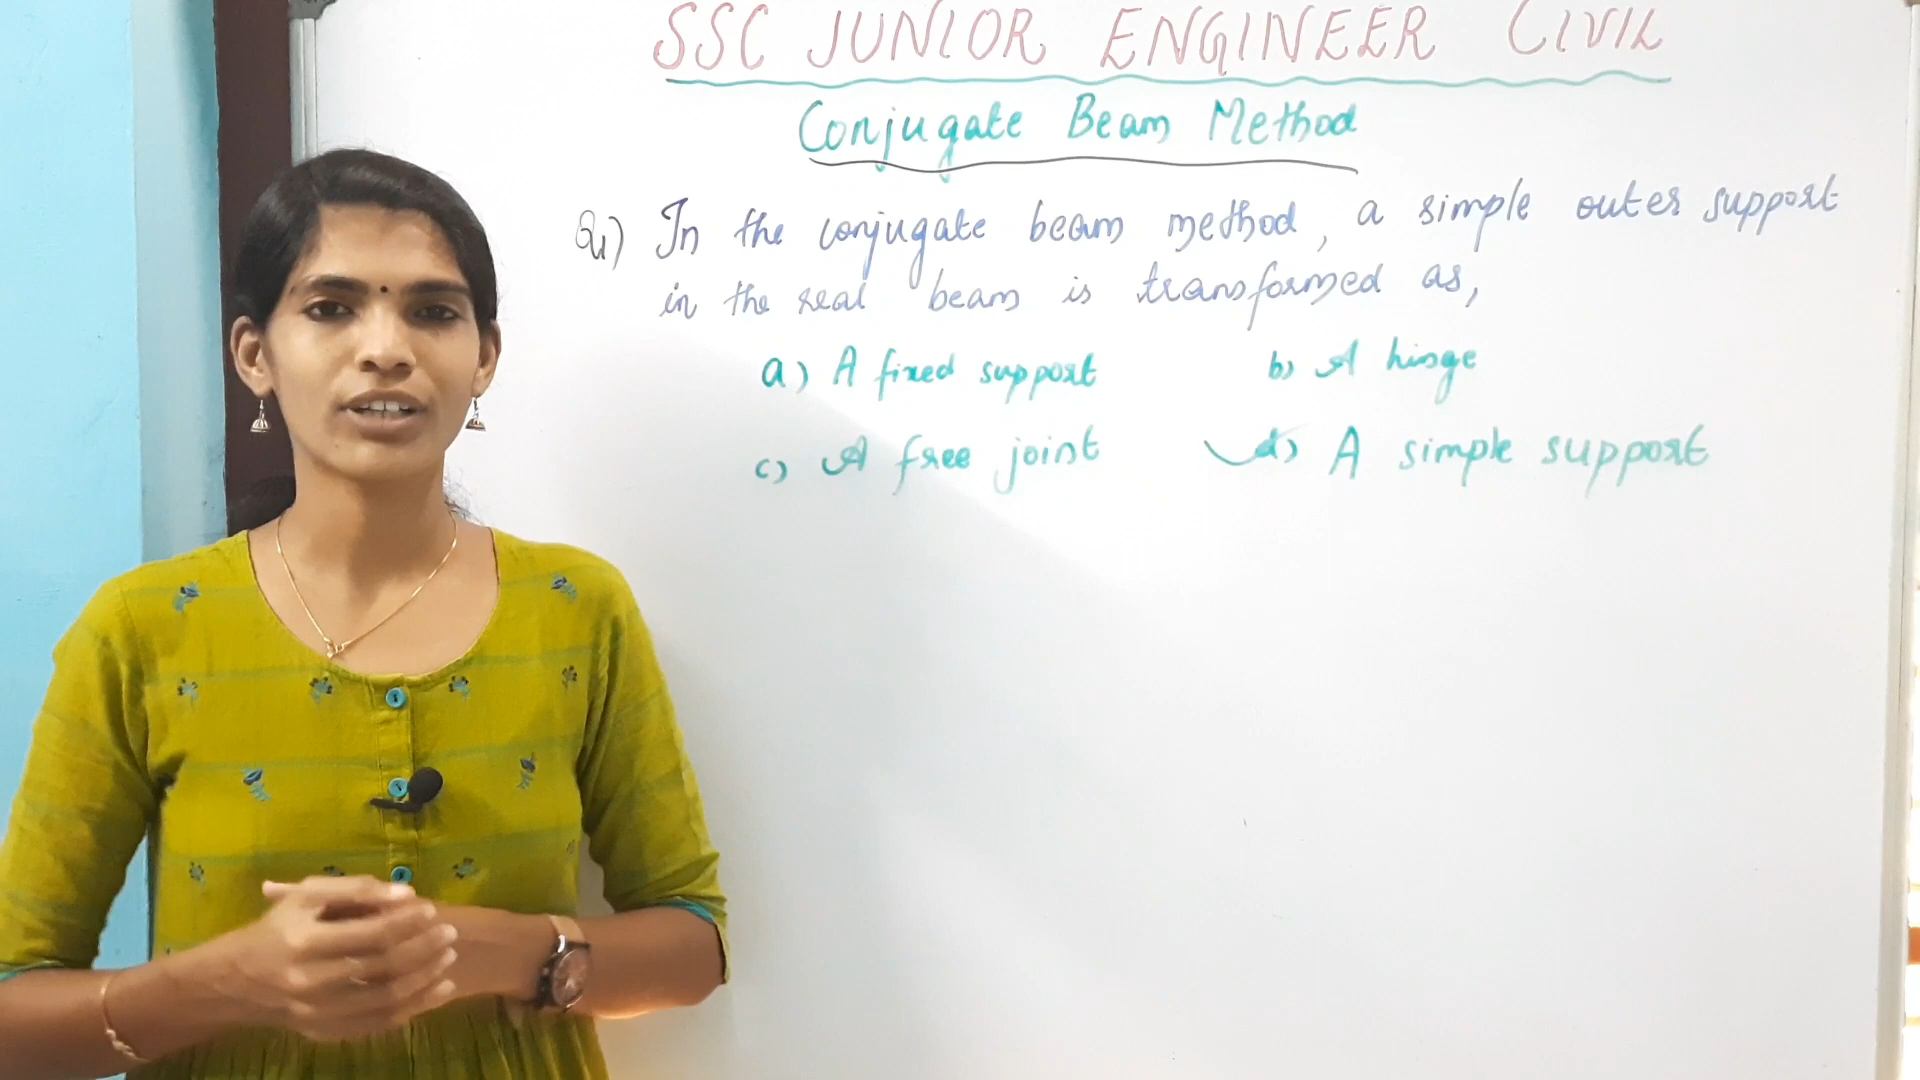 SSC JUNIOR ENGINEER CIVIL
Conjugate Beam Method
Q1) In the conjugate beam method, a simple outer support
in the real beam is transformed as,
a) A fixed support b) A hinge
c) A free joint d) A simple support